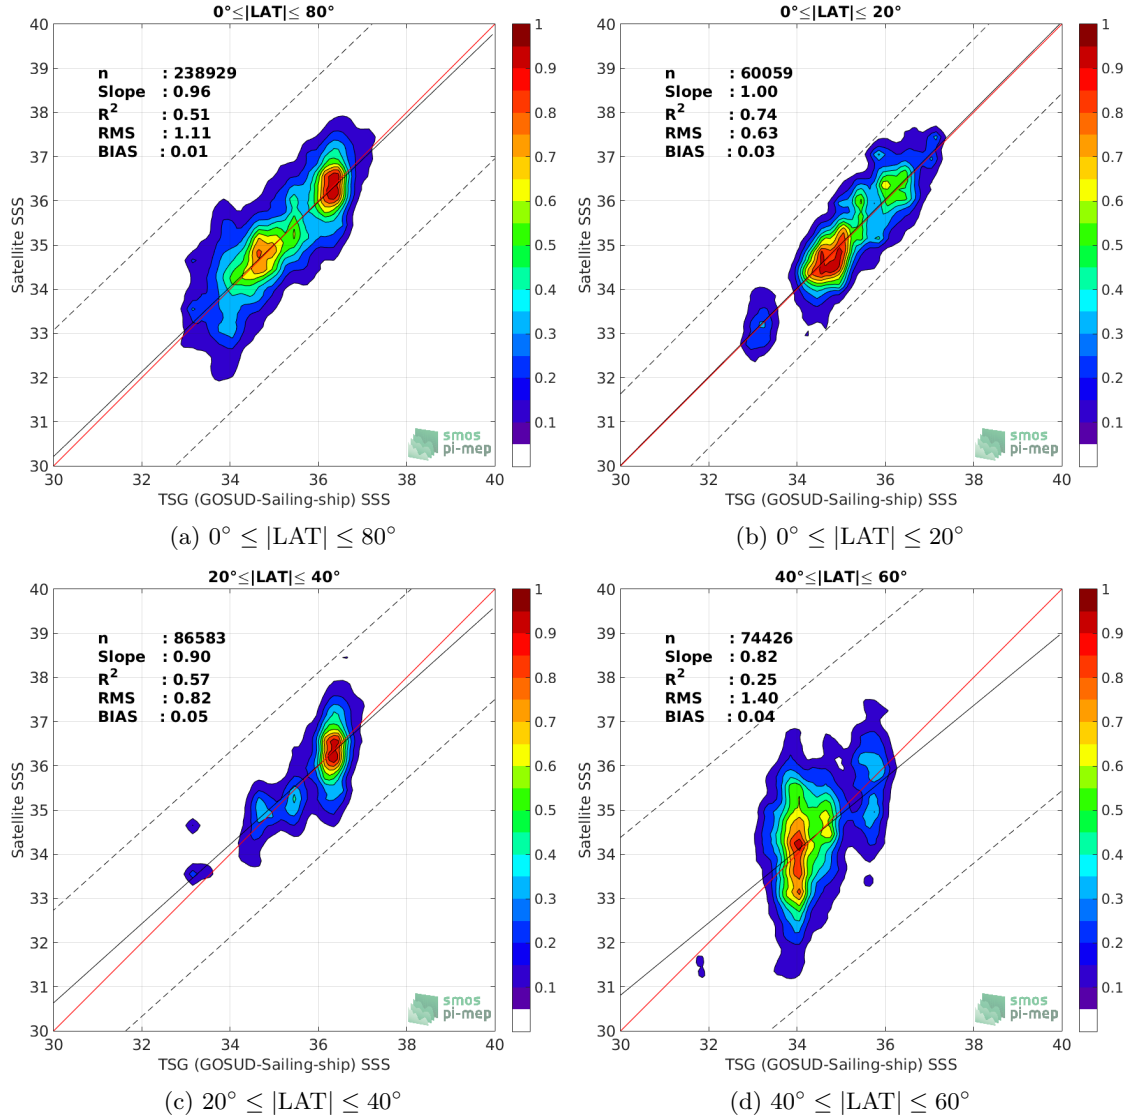 0°≤|LAT|≤ 80°
n : 238929
Slope : 0.96
R2 : 0.51
RMS : 1.11
BIAS : 0.01
40
39
38
37
36
35
34
33
32
31
30
30 32 34 36 38 40
Satellite SSS
TSG (GOSUD-Sailing-ship) SSS
smos
pi-mep
1
0.9
0.8
0.7
0.6
0.5
0.4
0.3
0.2
0.1
(a) 0° ≤ |LAT| ≤ 80°
0°≤|LAT|≤ 20°
n : 60059
Slope : 1.00
R2 : 0.74
RMS : 0.63
BIAS : 0.03
40
39
38
37
36
35
34
33
32
31
30
30 32 34 36 38 40
Satellite SSS
TSG (GOSUD-Sailing-ship) SSS
smos
pi-mep
1
0.9
0.8
0.7
0.6
0.5
0.4
0.3
0.2
0.1
(b) 0° ≤ |LAT| ≤ 20°
20°≤|LAT|≤ 40°
n : 86583
Slope : 0.90
R2 : 0.57
RMS : 0.82
BIAS : 0.05
40
39
38
37
36
35
34
33
32
31
30
30 32 34 36 38 40
Satellite SSS
TSG (GOSUD-Sailing-ship) SSS
smos
pi-mep
1
0.9
0.8
0.7
0.6
0.5
0.4
0.3
0.2
0.1
(c) 20° ≤ |LAT| ≤ 40°
40°≤|LAT|≤ 60°
n : 74426
Slope : 0.82
R2 : 0.25
RMS : 1.40
BIAS : 0.04
40
39
38
37
36
35
34
33
32
31
30
30 32 34 36 38 40
Satellite SSS
TSG (GOSUD-Sailing-ship) SSS
smos
pi-mep
1
0.9
0.8
0.7
0.6
0.5
0.4
0.3
0.2
0.1
(d) 40° ≤ |LAT| ≤ 60°